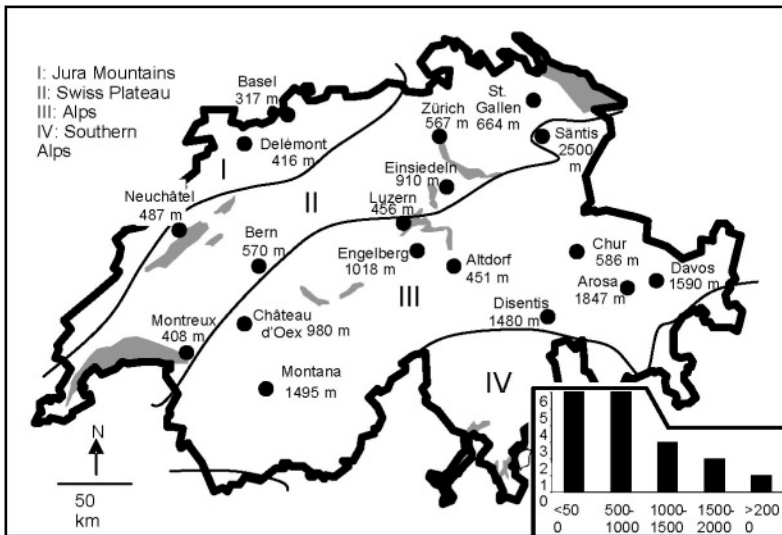 I: Jura Mountains
II: Swiss Plateau
III: Alps
IV: Southern
Alps
Basel
317 m
Delémont
416 m
I
Neuchâtel
487 m
II
Bern
570 m
Zürich
567 m
St.
Gallen
664 m
Säntis
2500
m
Einsiedeln
910 m
Luzern
456 m
Engelberg
1018 m
Altdorf
451 m
III
Chur
586 m
Arosa
1847 m
Davos
1590 m
Disentis
1480 m
Château
d'Oex 980 m
Montreux
408 m
Montana
1495 m
IV
N
50
km
6
5
4
3
2
1
0
<50
0
500-
1000
1000-
1500
1500-
2000
>200
0